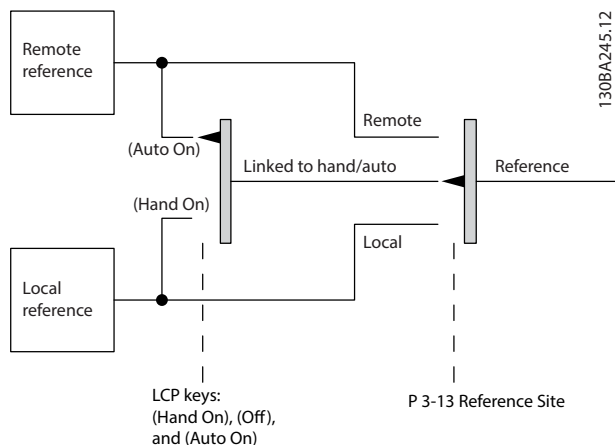 Remote
reference
130BA245.12
Remote
(Auto On)
Linked to hand/auto
Reference
(Hand On)
Local
Local
reference
LCP keys:
(Hand On), (Off),
and (Auto On)
P 3-13 Reference Site